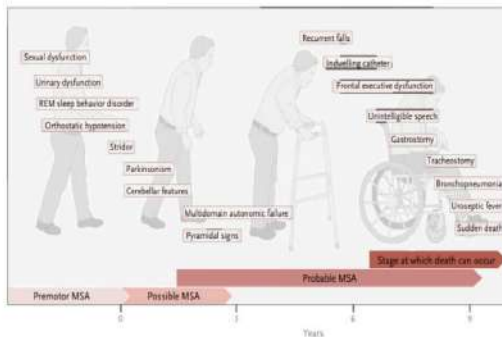 Recurrent falls
Sexual dysfunction
Indwelling catheter
Urinary dysfunction
Frontal executive dysfunction
REM sleep behavior disorder
Orthostatic hypotension
Unintelligible speech
Stridor
Gastrostomy
Parkinsonism
Tracheostomy
Cerebellar features
Bronchopneumonia
Multidomain autonomic failure
Uroseptic fever
Pyramidal signs
Sudden death
Stage at which death can occur
Probable MSA
Premotor MSA
Possible MSA
0
3
6
9
Years